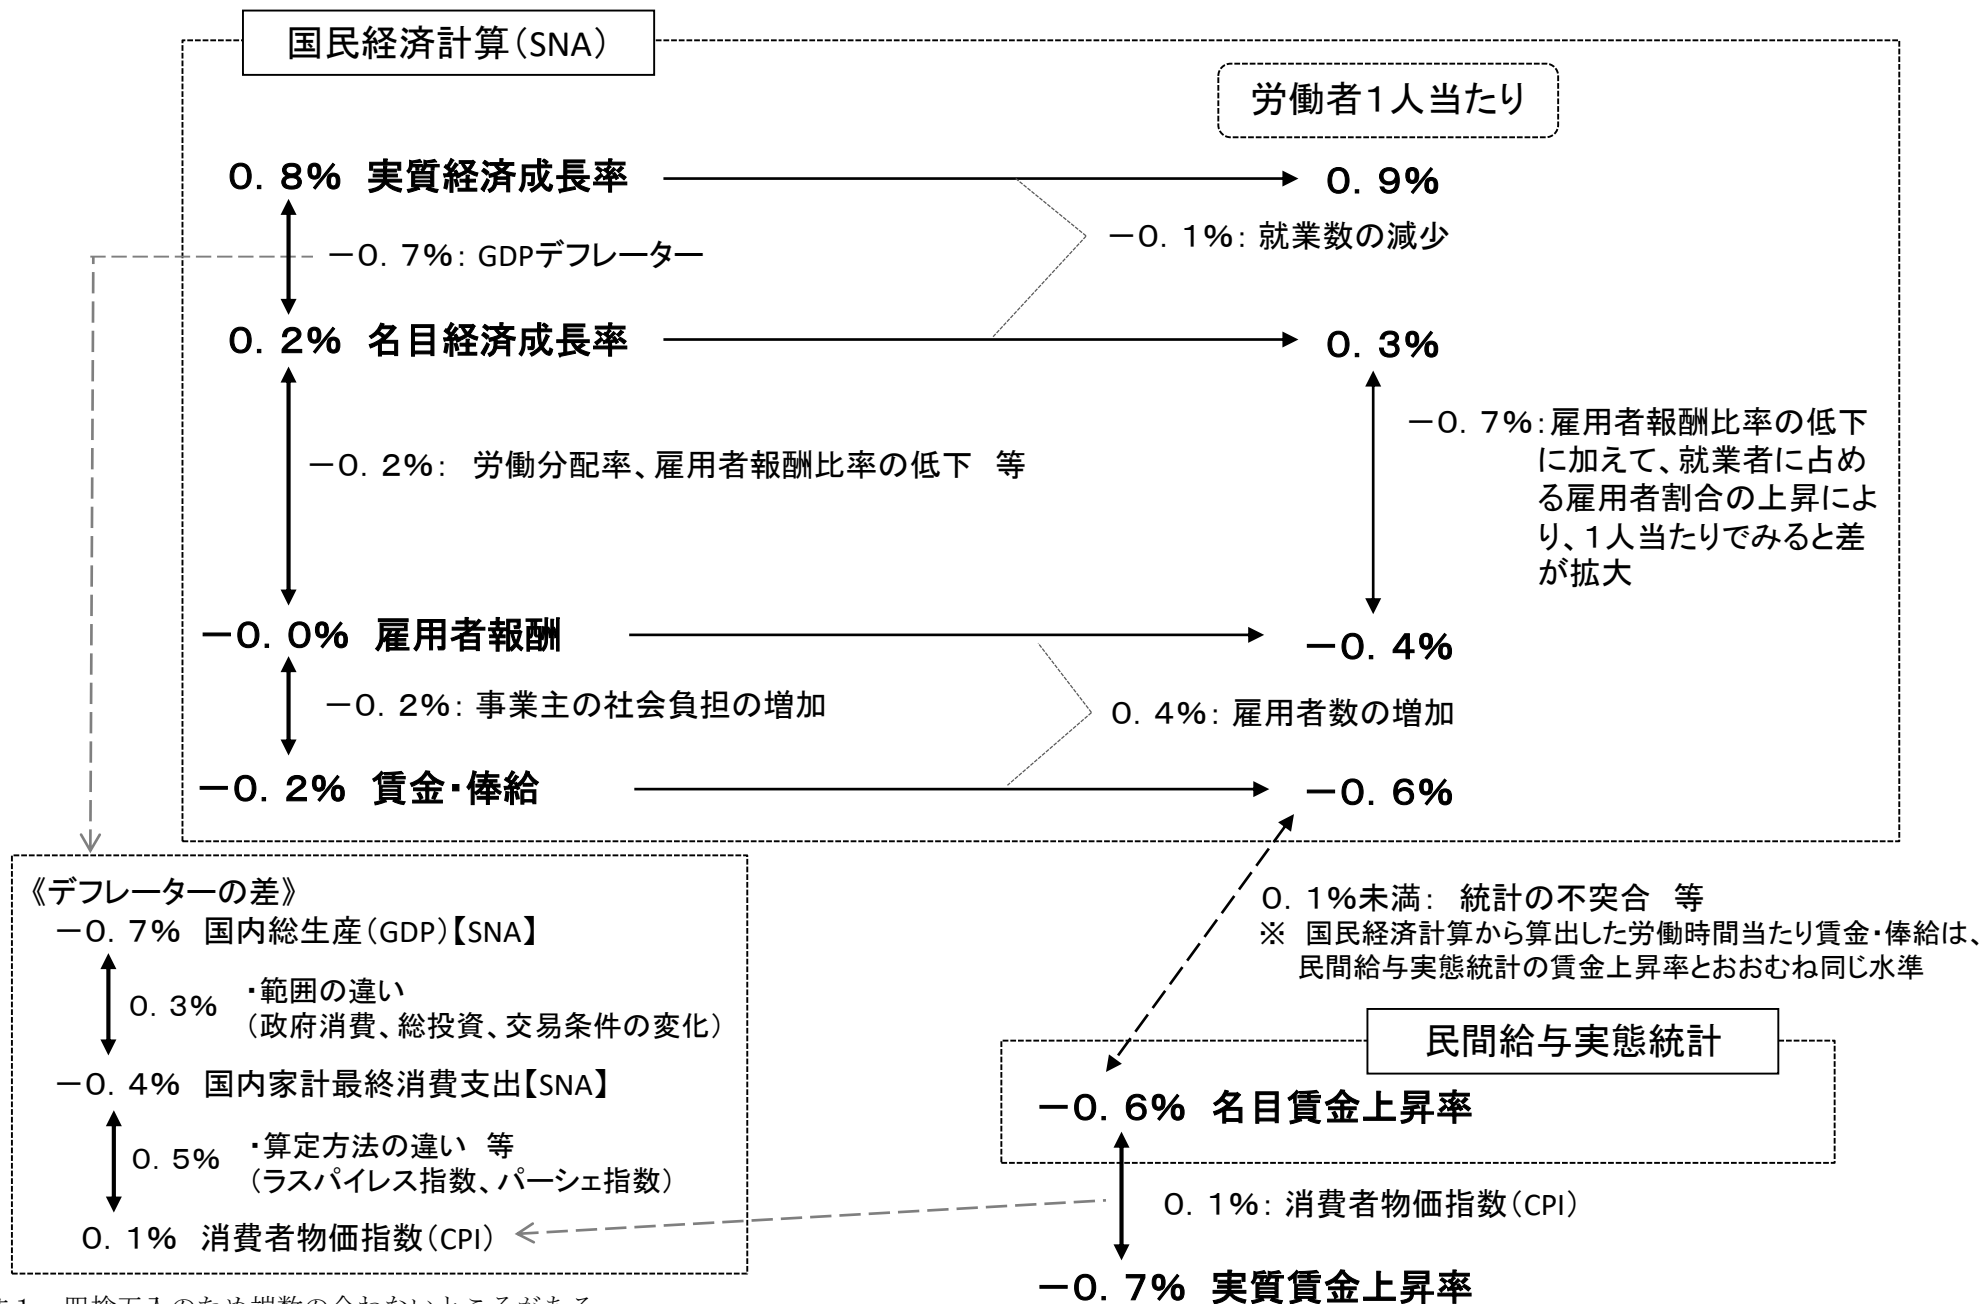 国民経済計算(SNA)
労働者1人当たり
0.8% 実質経済成長率
0.9%
-0.1%:就業数の減少
-0.7%:GDPデフレーター
0.2% 名目経済成長率
0.3%
-0.7%:雇用者報酬比率の低下
に加えて、就業者に占め
る雇用者割合の上昇によ
り、1人当たりでみると差
が拡大
-0.2%: 労働分配率、雇用者報酬比率の低下 等
-0.0% 雇用者報酬
-0.4%
-0.2%:事業主の社会負担の増加
0.4%:雇用者数の増加
-0.2% 賃金・俸給
-0.6%
《デフレーターの差》
-0.7% 国内総生産(GDP)【SNA】
0.3% ・範囲の違い
(政府消費、総投資、交易条件の変化)
-0.4% 国内家計最終消費支出【SNA】
0.5% ・算定方法の違い 等
(ラスパイレス指数、パーシェ指数)
0.1% 消費者物価指数(CPI)
0.1%未満: 統計の不突合 等
※ 国民経済計算から算出した労働時間当たり賃金・俸給は、
民間給与実態統計の賃金上昇率とおおむね同じ水準
民間給与実態統計
-0.6% 名目賃金上昇率
0.1%:消費者物価指数(CPI)
-0.7% 実質賃金上昇率